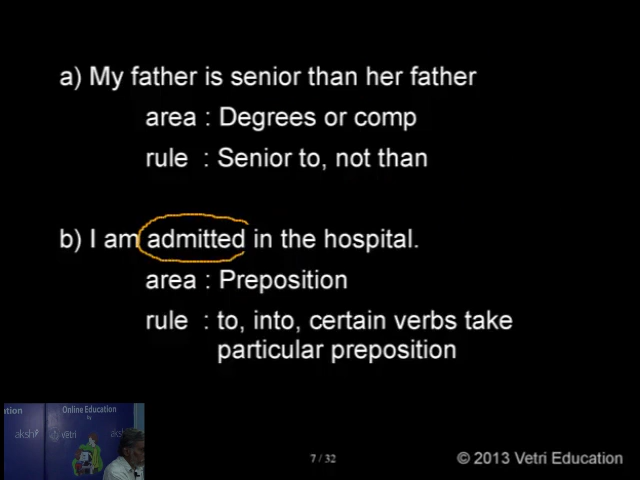 a) My father is senior than her father
area : Degrees or comp
rule : Senior to, not than
b) I am admitted in the hospital.
area : Preposition
rule : to, into, certain verbs take
particular preposition
Online Education
by
vetri
7 / 32
© 2013 Vetri Education